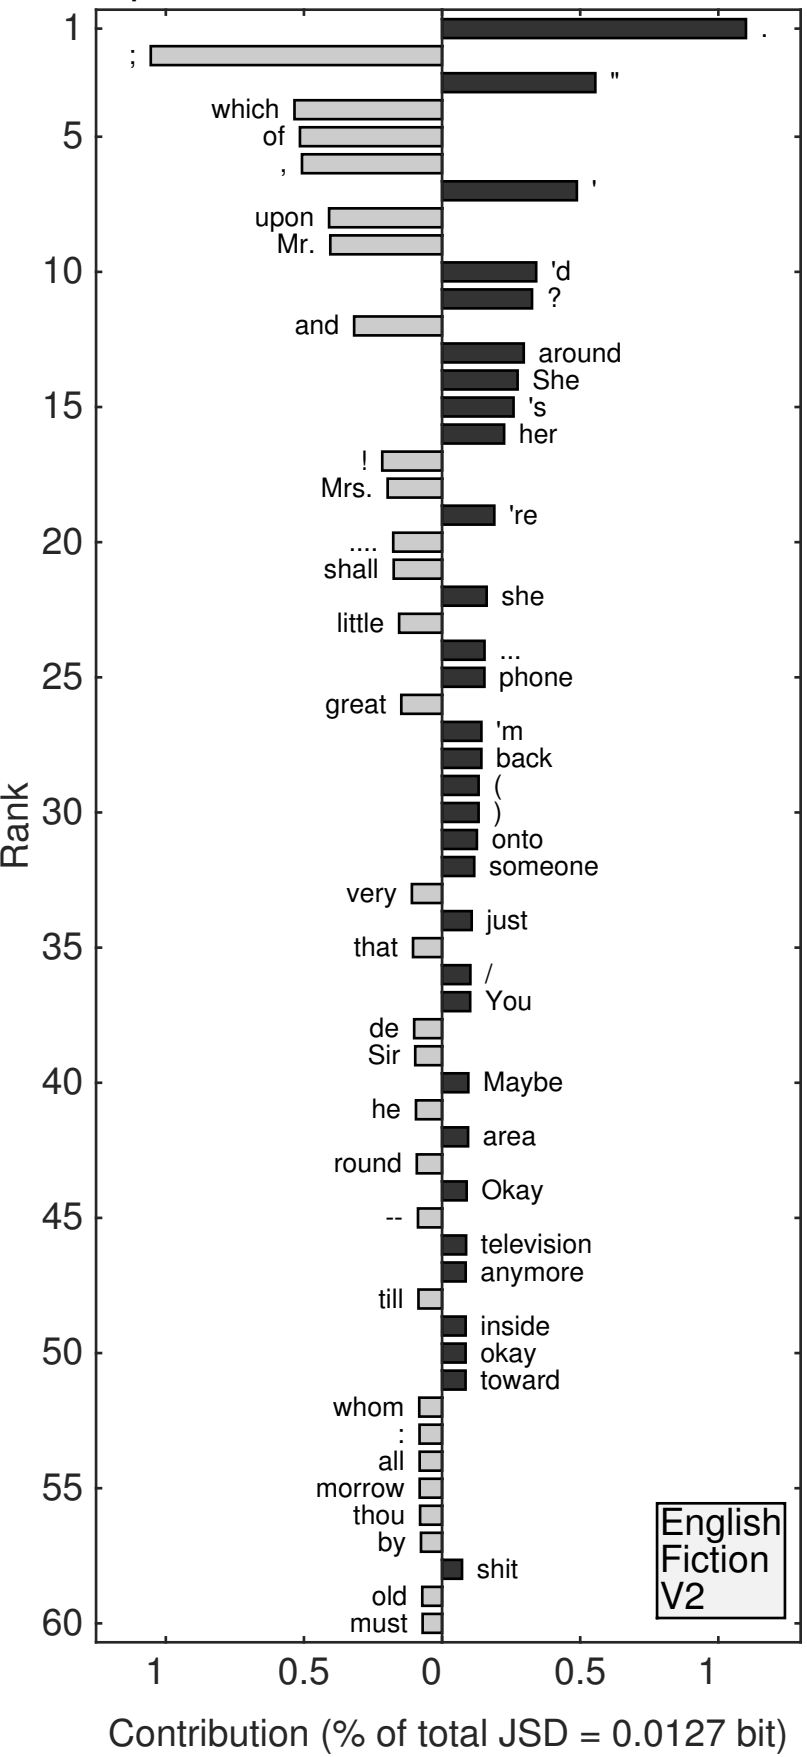 1 .
;
"
which
5 of
,
'
upon
Mr.
10 'd
?
and
around
She
15 's
her
!
Mrs.
're
20 ....
shall
she
little
...
25 phone
great
'm
back
(
30 )
onto
someone
very
just
35 that
/
You
de
Sir
40 Maybe
he
area
round
Okay
45 --
television
anymore
till
inside
50 okay
toward
whom
:
all
55 morrow
thou
by
shit
old
60 must
Rank
English
Fiction
V2
1 0.5 0 0.5 1
Contribution (% of total JSD = 0.0127 bit)